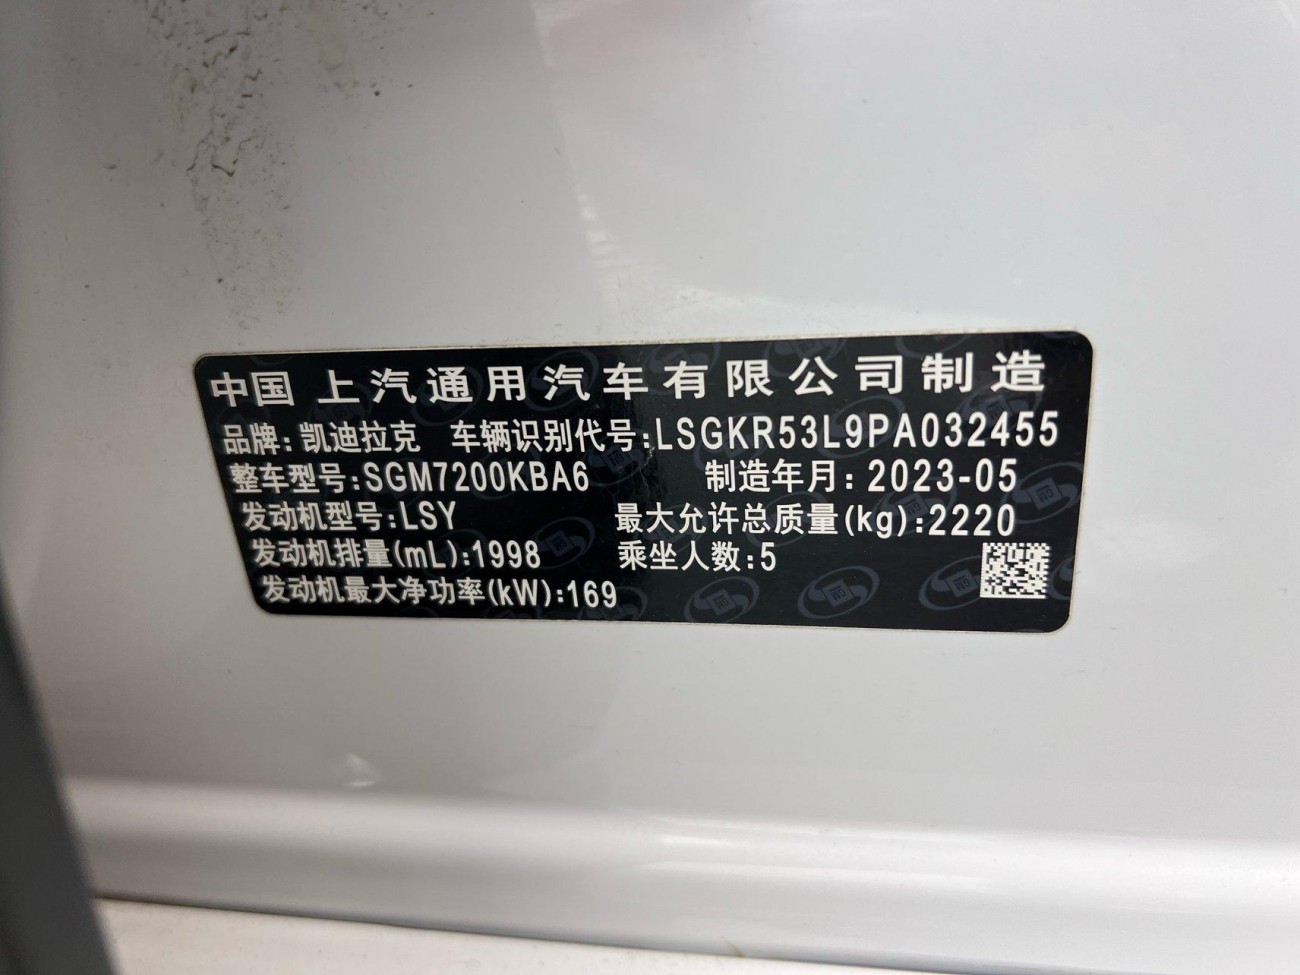 中国 上汽通用汽车有限公司制造
品牌: 凯迪拉克 车辆识别代号:LSGKR53L9PA032455
整车型号:SGM7200KBA6 制造年月: 2023-05
发动机型号:LSY 最大允许总质量(kg):2220
发动机排量(mL):1998 乘坐人数:5
发动机最大净功率(kW):169